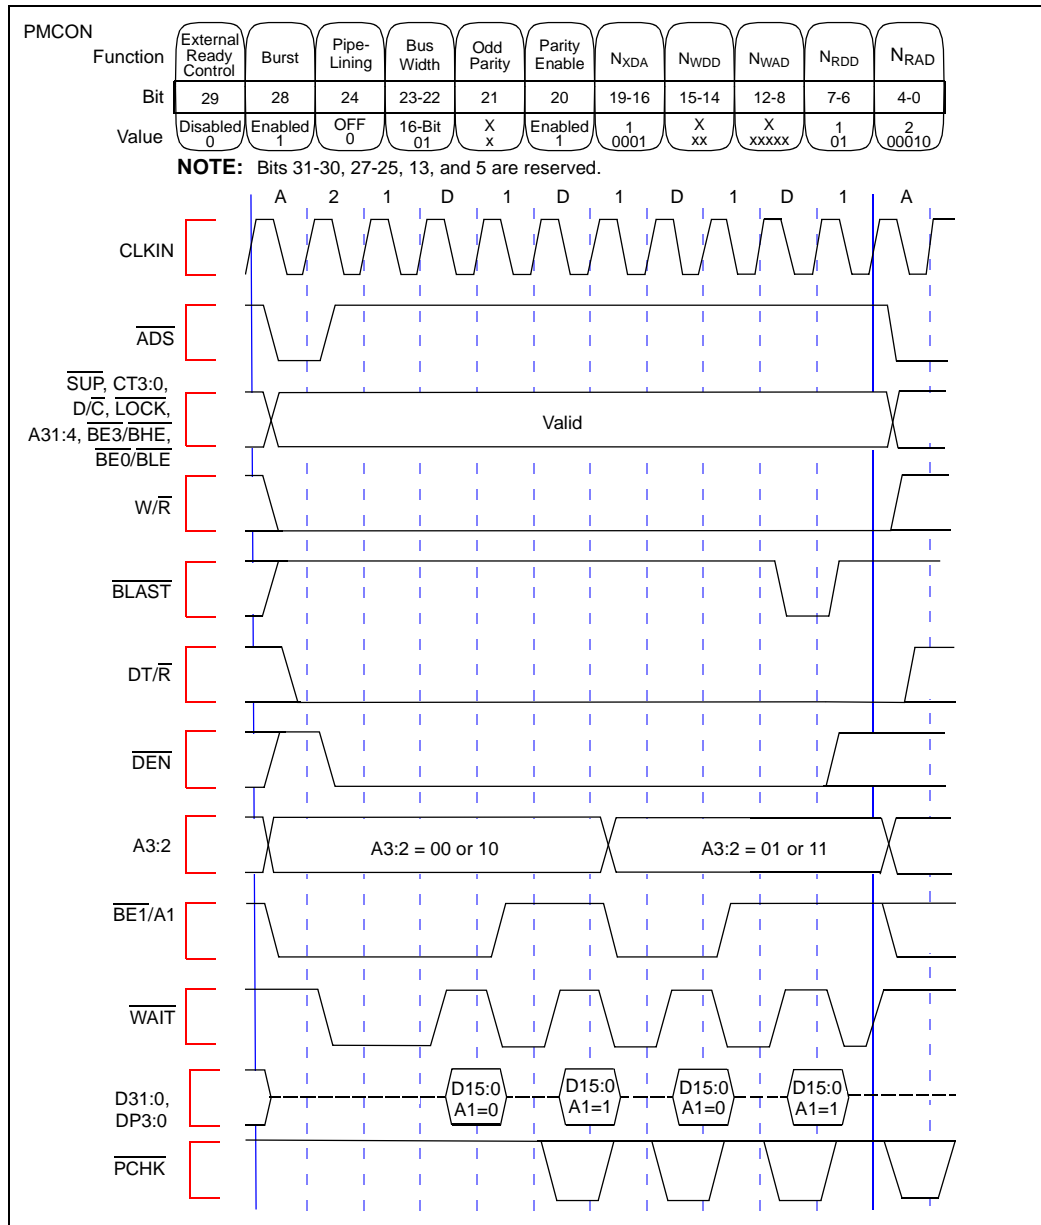 PMCON
Function
External Ready Control
Burst
Pipe-Lining
Bus Width
Odd Parity
Parity Enable
NXDA
NWDD
NWAD
NRDD
NRAD
Bit
29
28
24
23-22
21
20
19-16
15-14
12-8
7-6
4-0
Value
Disabled 0
Enabled 1
OFF 0
16-Bit 01
X x
Enabled 1
1 0001
X xx
X xxxxx
1 01
2 00010
NOTE: Bits 31-30, 27-25, 13, and 5 are reserved.
A 2 1 D 1 D 1 D 1 D 1 A
CLKIN
ADS
SUP, CT3:0,
D/C, LOCK,
A31:4, BE3/BHE,
BE0/BLE
Valid
W/R
BLAST
DT/R
DEN
A3:2
A3:2 = 00 or 10
A3:2 = 01 or 11
BE1/A1
WAIT
D31:0,
DP3:0
D15:0 A1=0
D15:0 A1=1
D15:0 A1=0
D15:0 A1=1
PCHK